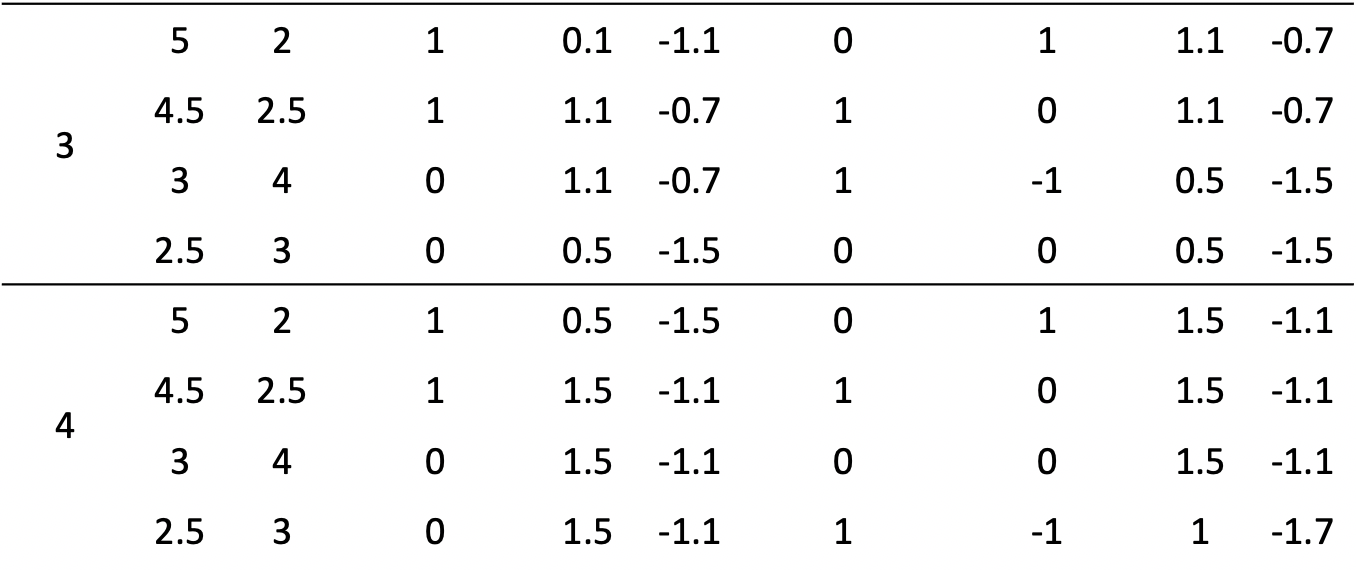 5 2 1 0.1 -1.1 0 1 1.1 -0.7
4.5 2.5 1 1.1 -0.7 1 0 1.1 -0.7
3
3 4 0 1.1 -0.7 1 -1 0.5 -1.5
2.5 3 0 0.5 -1.5 0 0 0.5 -1.5
5 2 1 0.5 -1.5 0 1 1.5 -1.1
4.5 2.5 1 1.5 -1.1 1 0 1.5 -1.1
4
3 4 0 1.5 -1.1 0 0 1.5 -1.1
2.5 3 0 1.5 -1.1 1 -1 1 -1.7